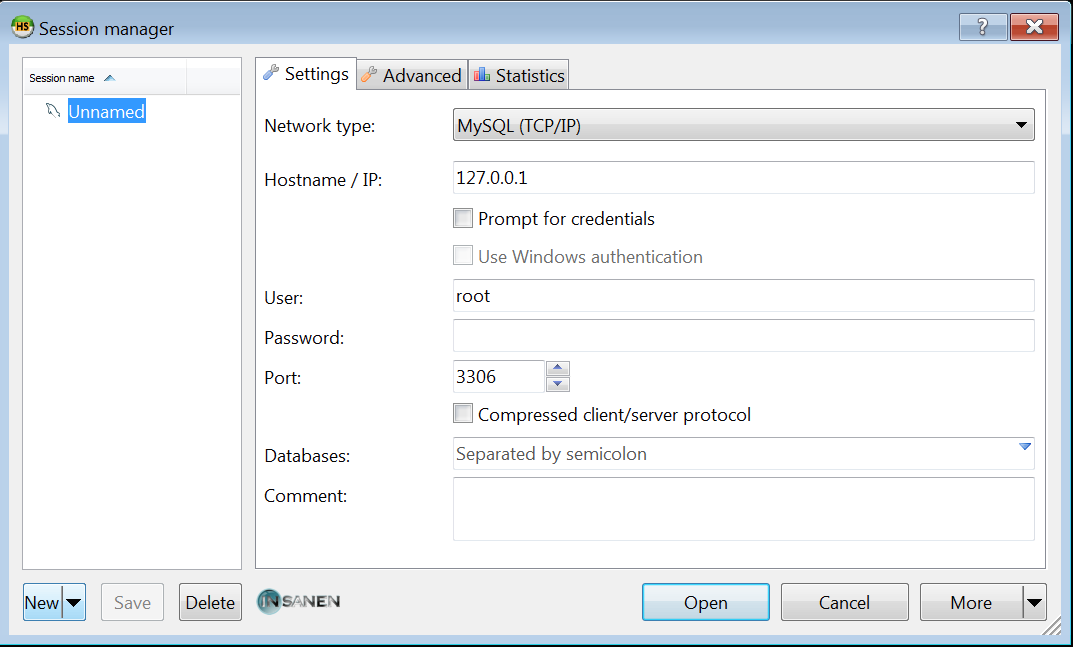 HS Session manager
?
Session name
Unnamed
Settings
Advanced
Statistics
Network type:
MySQL (TCP/IP)
Hostname / IP:
127.0.0.1
Prompt for credentials
Use Windows authentication
User:
root
Password:
Port:
3306
Compressed client/server protocol
Databases:
Separated by semicolon
Comment:
New
Save
Delete
INSANEN
Open
Cancel
More